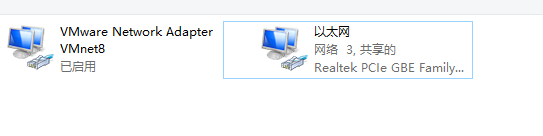 VMware Network Adapter
VMnet8
已启用
以太网
网络 3, 共享的
Realtek PCIe GBE Family...